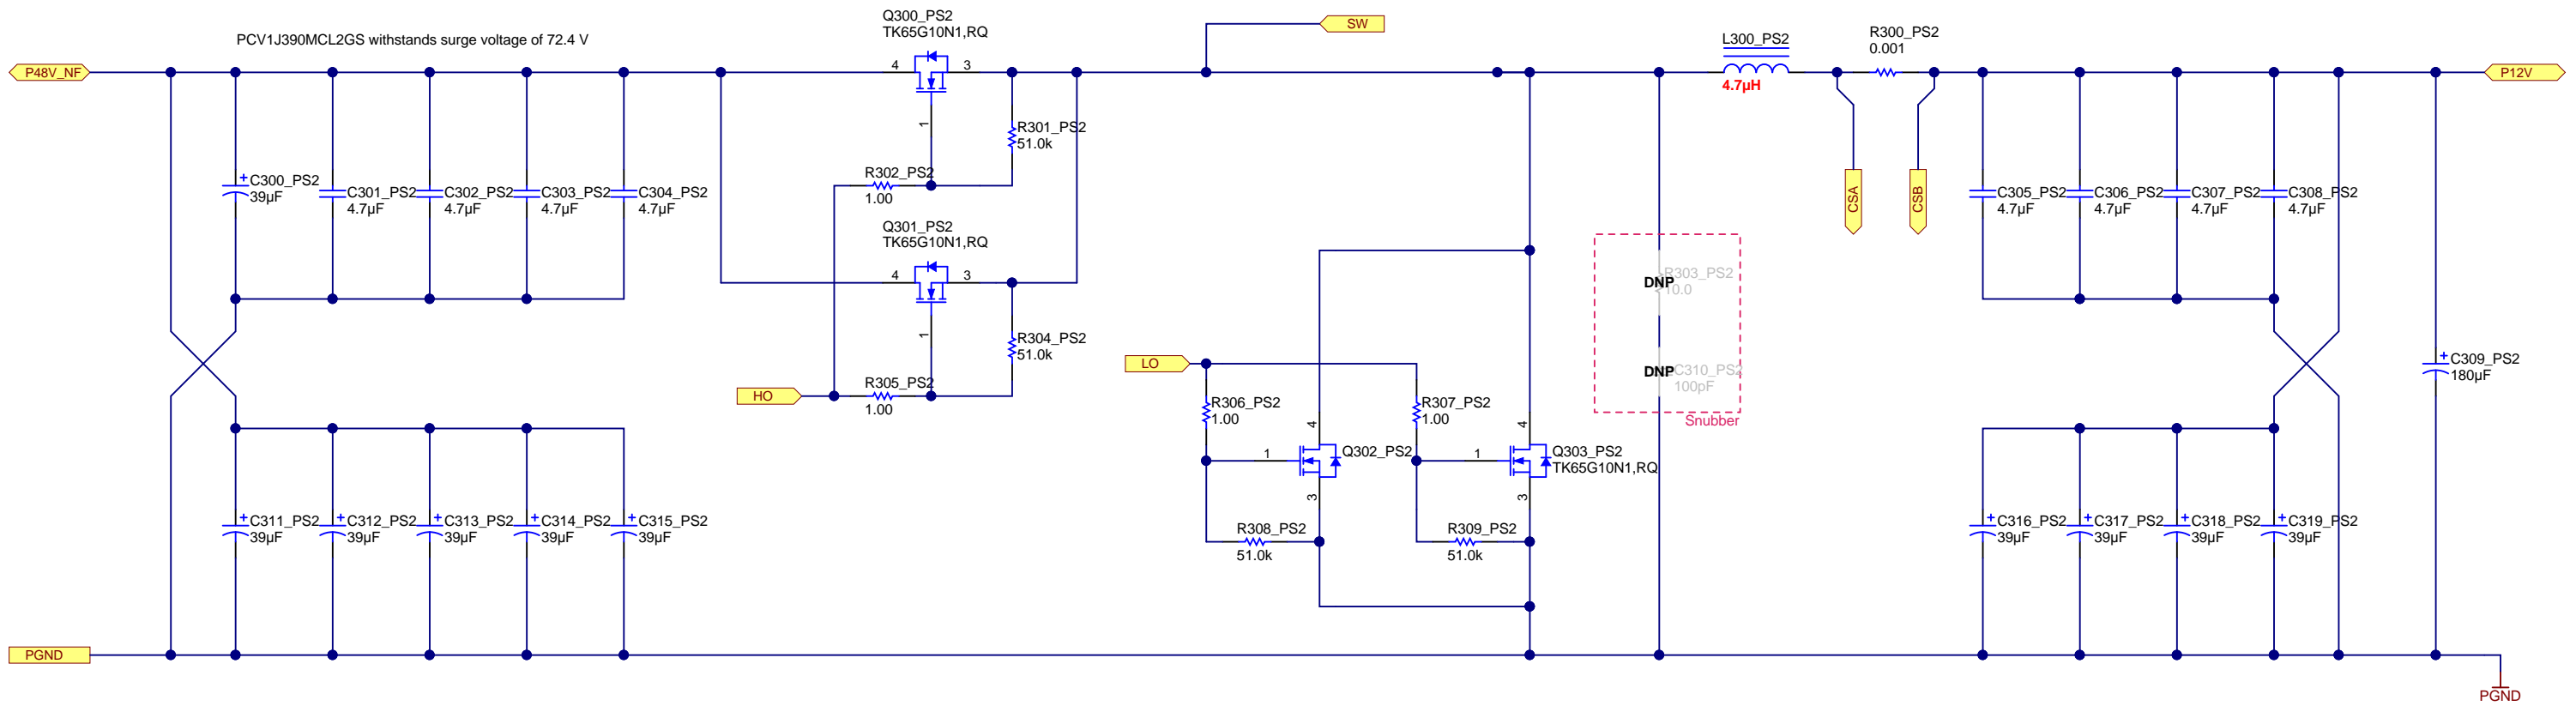 PCV1J390MCL2GS withstands surge voltage of 72.4 V
P48V_NF
Q300_PS2
TK65G10N1,RQ
4
3
1
SW
L300_PS2
4.7µH
R300_PS2
0.001
P12V
R301_PS2
51.0k
R302_PS2
1.00
+
C300_PS2
39µF
C301_PS2
4.7µF
C302_PS2
4.7µF
C303_PS2
4.7µF
C304_PS2
4.7µF
CSA
CSB
C305_PS2
4.7µF
C306_PS2
4.7µF
C307_PS2
4.7µF
C308_PS2
4.7µF
Q301_PS2
TK65G10N1,RQ
4
3
1
R304_PS2
51.0k
R305_PS2
1.00
HO
LO
R303_PS2
10.0
DNP
C310_PS2
100pF
DNP
Snubber
+
C309_PS2
180µF
R306_PS2
1.00
R307_PS2
1.00
4
1
3
Q302_PS2
4
1
3
Q303_PS2
TK65G10N1,RQ
R308_PS2
51.0k
R309_PS2
51.0k
+
C311_PS2
39µF
+
C312_PS2
39µF
+
C313_PS2
39µF
+
C314_PS2
39µF
+
C315_PS2
39µF
+
C316_PS2
39µF
+
C317_PS2
39µF
+
C318_PS2
39µF
+
C319_PS2
39µF
PGND
PGND